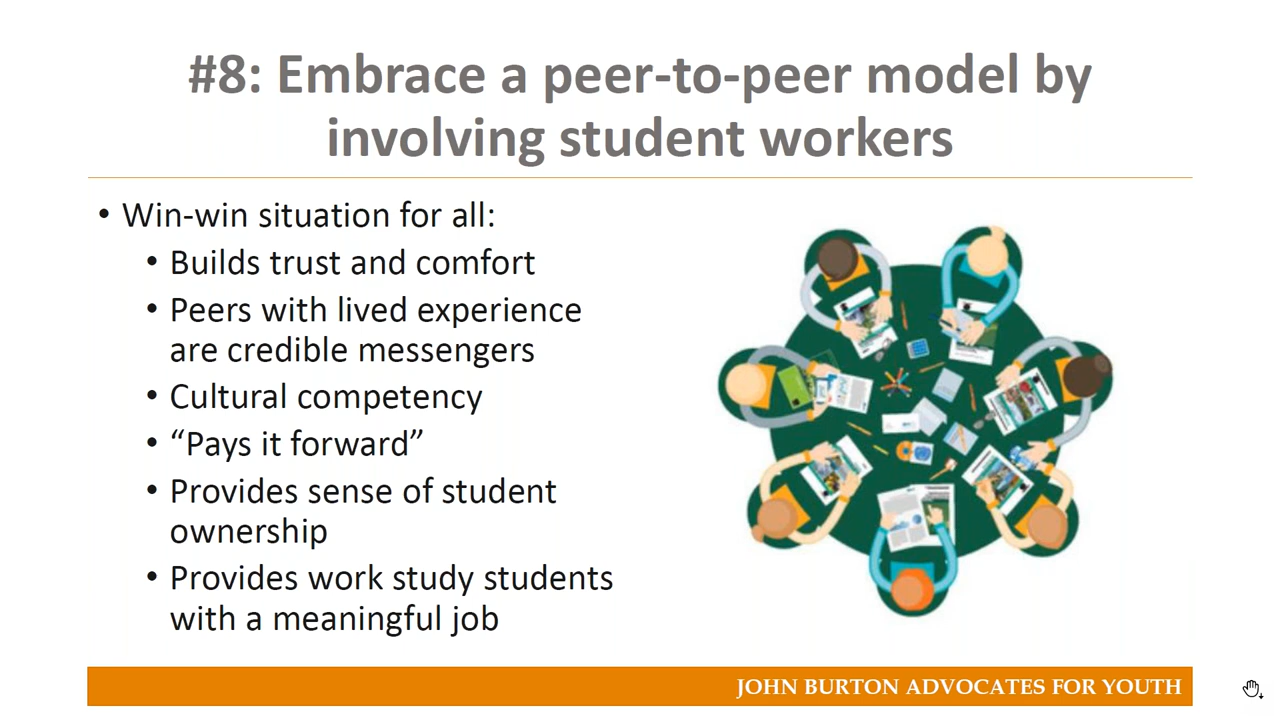 #8: Embrace a peer-to-peer model by
involving student workers
• Win-win situation for all:
• Builds trust and comfort
• Peers with lived experience
are credible messengers
• Cultural competency
• “Pays it forward”
• Provides sense of student
ownership
• Provides work study students
with a meaningful job
JOHN BURTON ADVOCATES FOR YOUTH